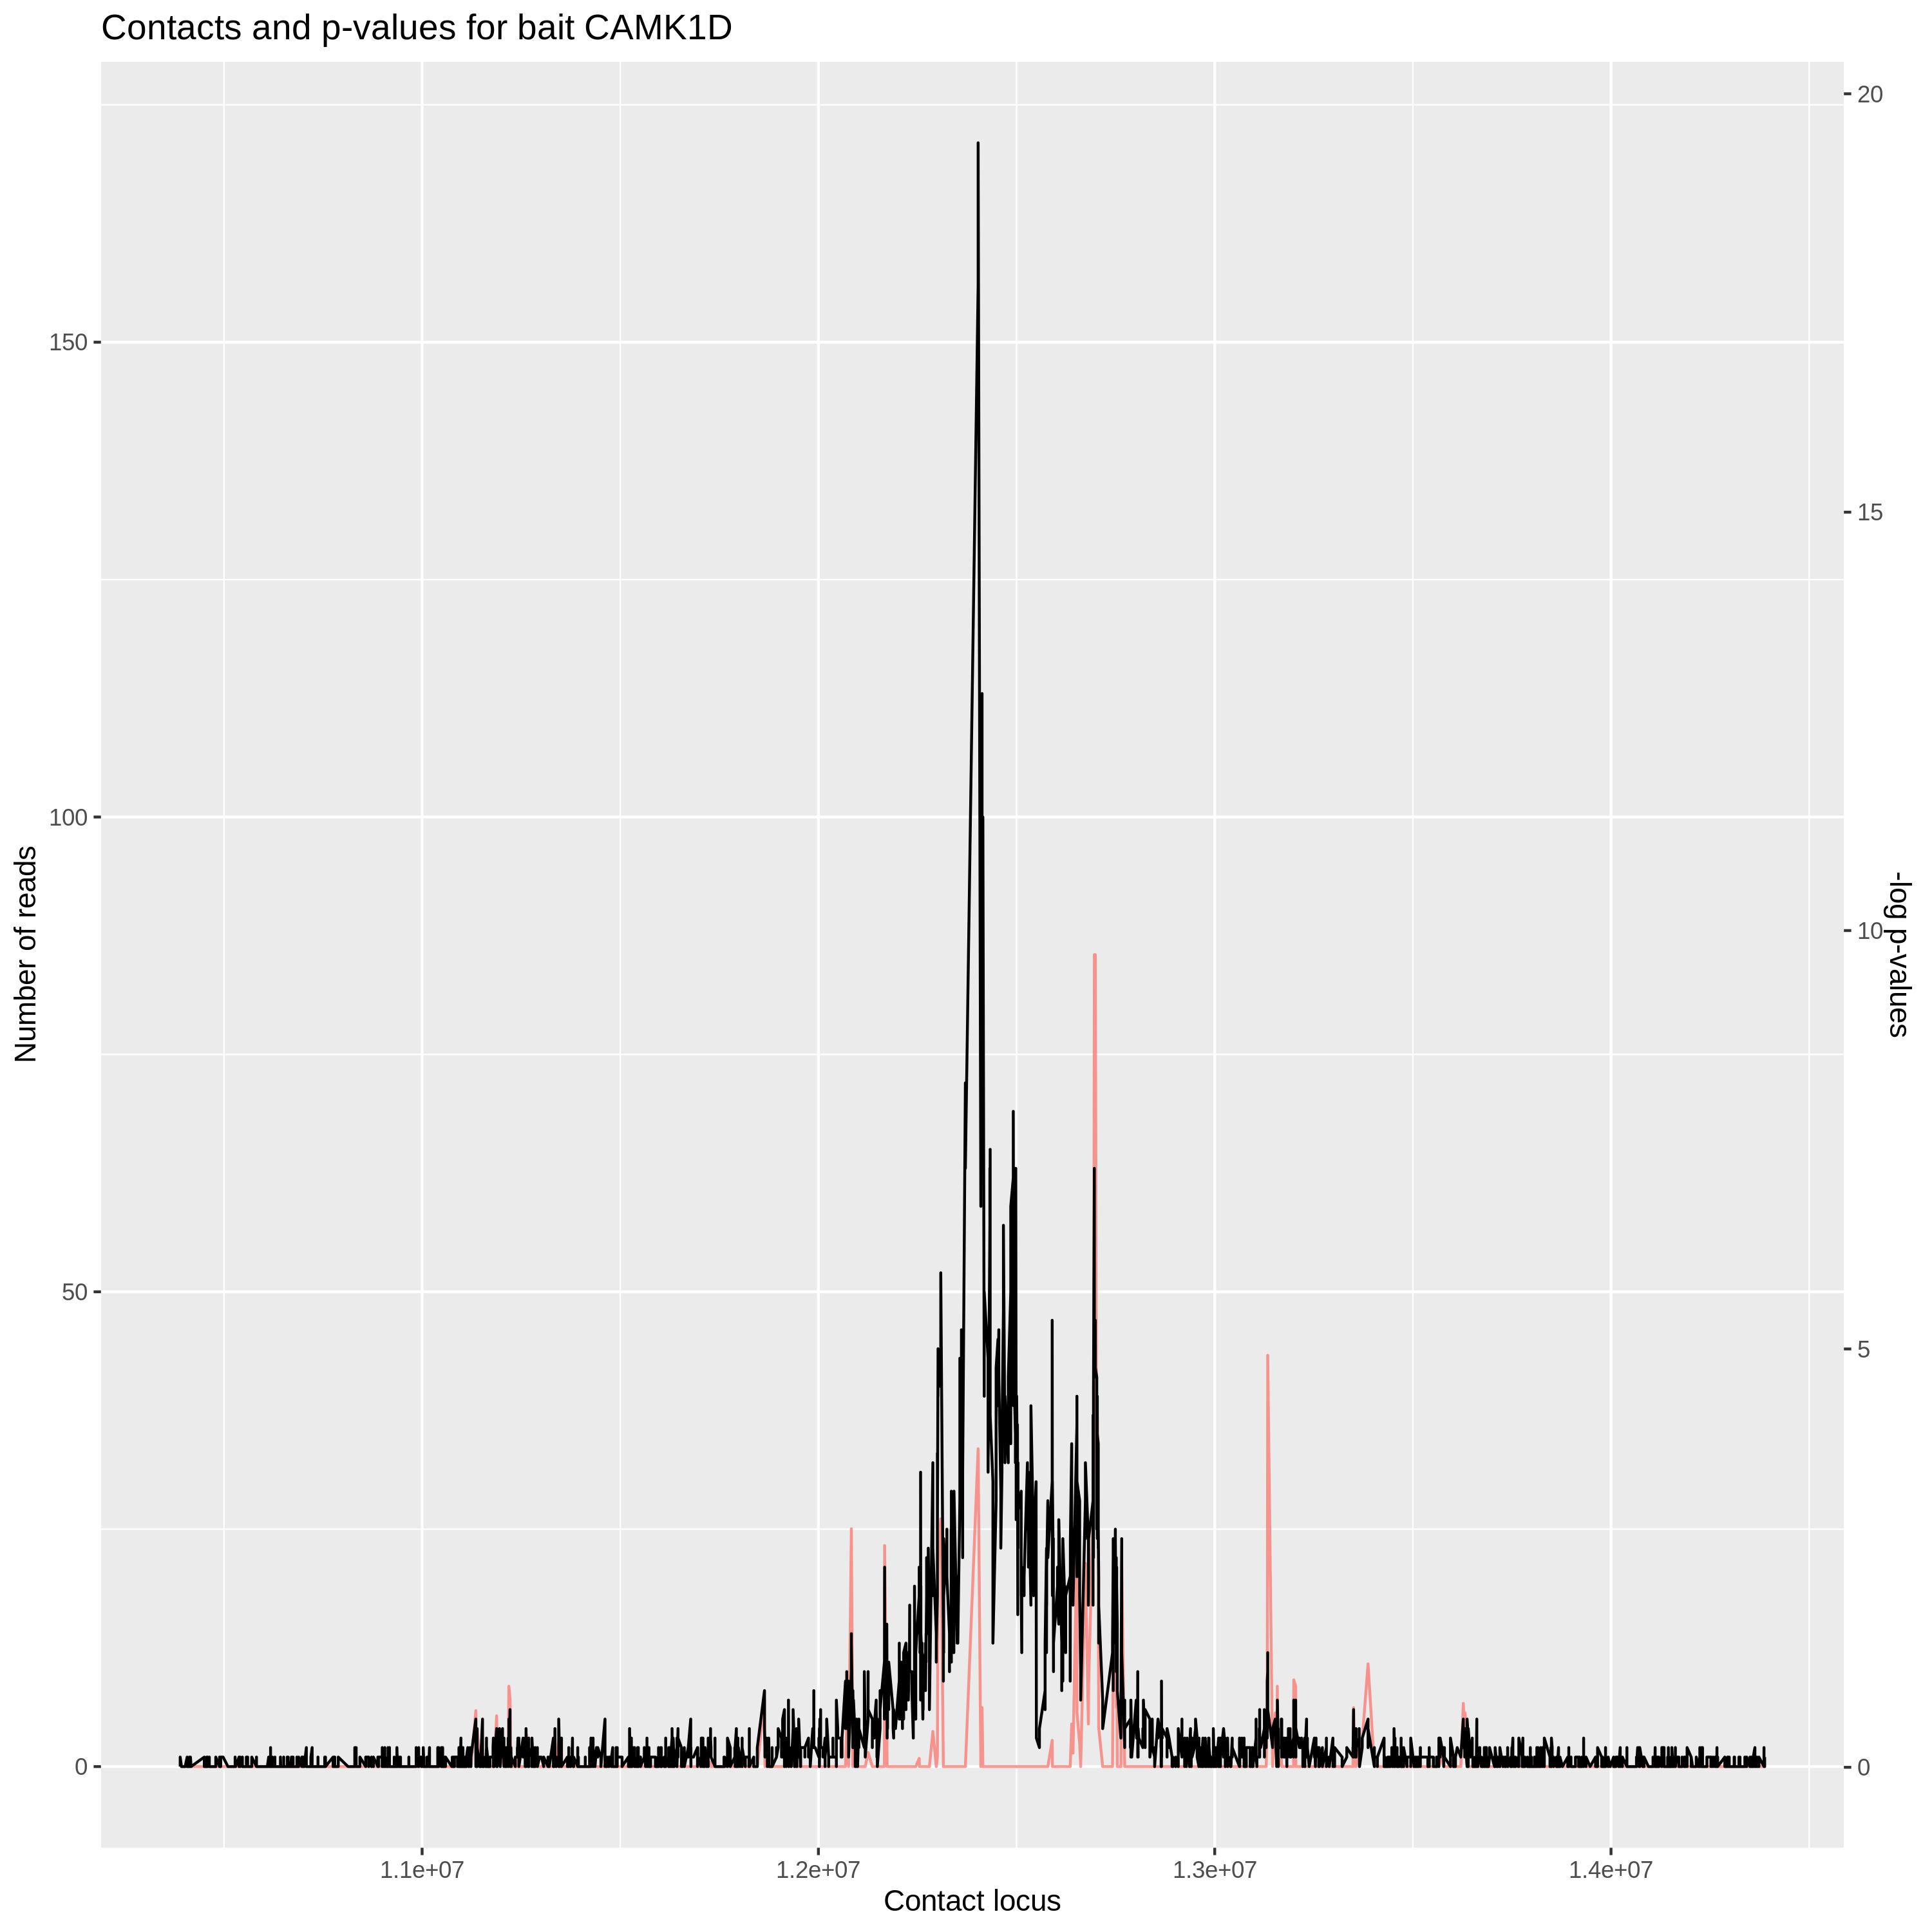 Contacts and p-values for bait CAMK1D
Number of reads
150
100
50
0
20
15
10
5
0
-log p-values
1.1e+07
1.2e+07
1.3e+07
1.4e+07
Contact locus